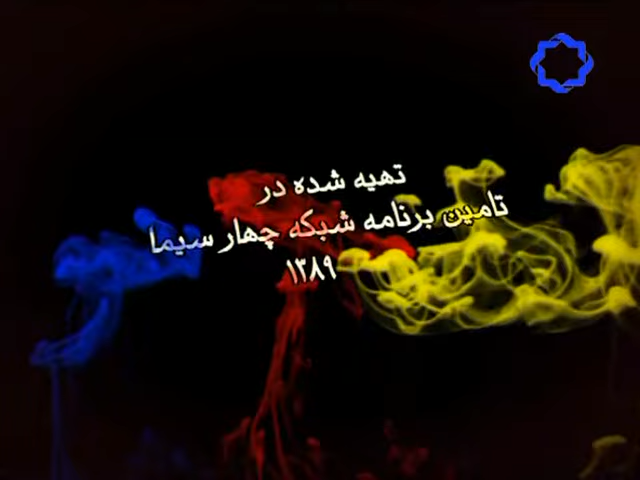 تهیه شده در
تامین برنامه شبکه چهار سیما
۱۳۸۹